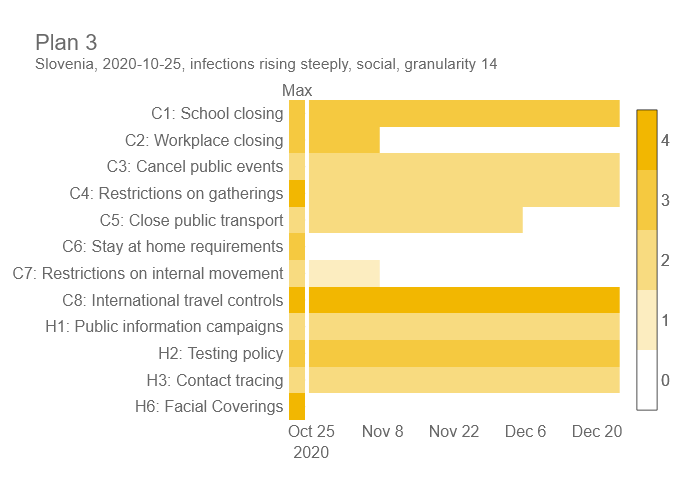 Plan 3
Slovenia, 2020-10-25, infections rising steeply, social, granularity 14
Max
C1: School closing
C2: Workplace closing
C3: Cancel public events
C4: Restrictions on gatherings
C5: Close public transport
C6: Stay at home requirements
C7: Restrictions on internal movement
C8: International travel controls
H1: Public information campaigns
H2: Testing policy
H3: Contact tracing
H6: Facial Coverings
Oct 25 Nov 8 Nov 22 Dec 6 Dec 20
2020
4
3
2
1
0